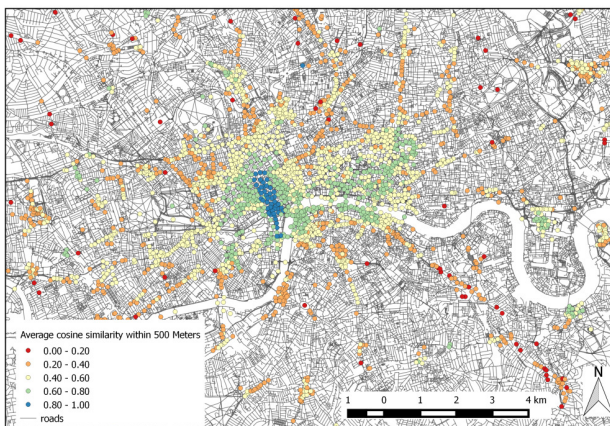 Average cosine similarity within 500 Meters
0.00 - 0.20
0.20 - 0.40
0.40 - 0.60
0.60 - 0.80
0.80 - 1.00
roads
1 0 1 2 3 4 km
N